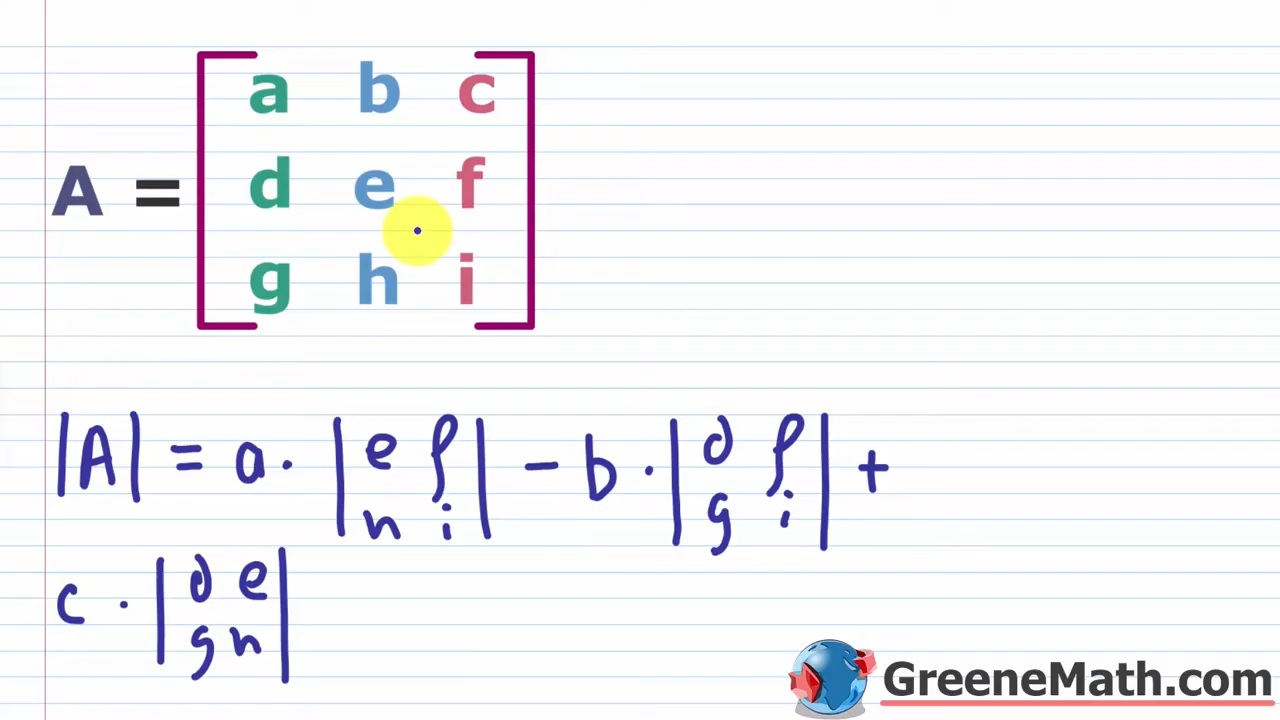 a b c
A = d e f
g h i
|A| = a · | e f | - b · | d f | +
h i g i
c · | d e |
g h
GreeneMath.com